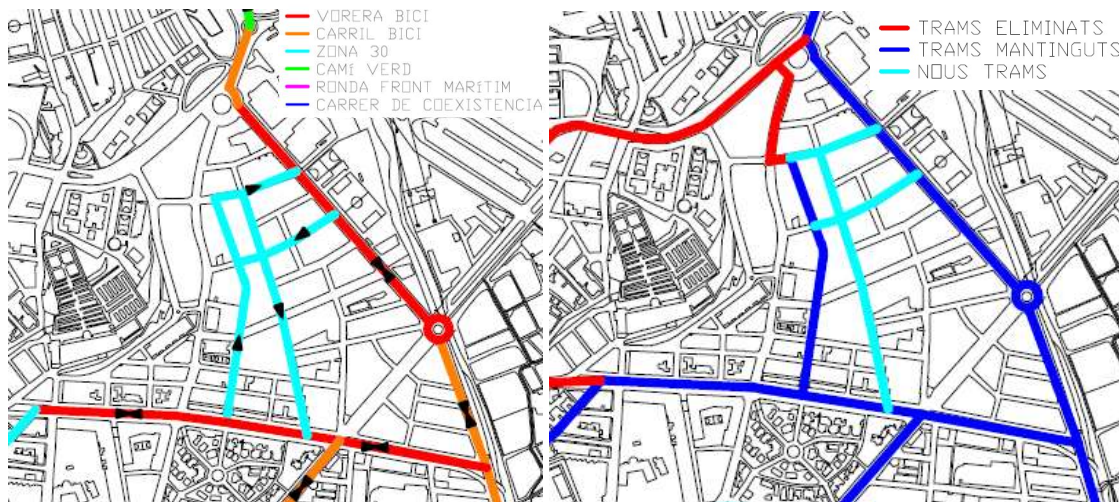 VORERA BICI
CARRIL BICI
ZONA 30
CAMÍ VERD
RONDA FRONT MARÍTIM
CARRER DE COEXISTENCIA
TRAMS ELIMINATS
TRAMS MANTINGUTS
NOUS TRAMS